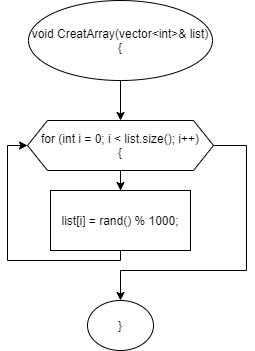 void CreatArray(vector<int>& list)
{
for (int i = 0; i < list.size(); i++)
{
list[i] = rand() % 1000;
}